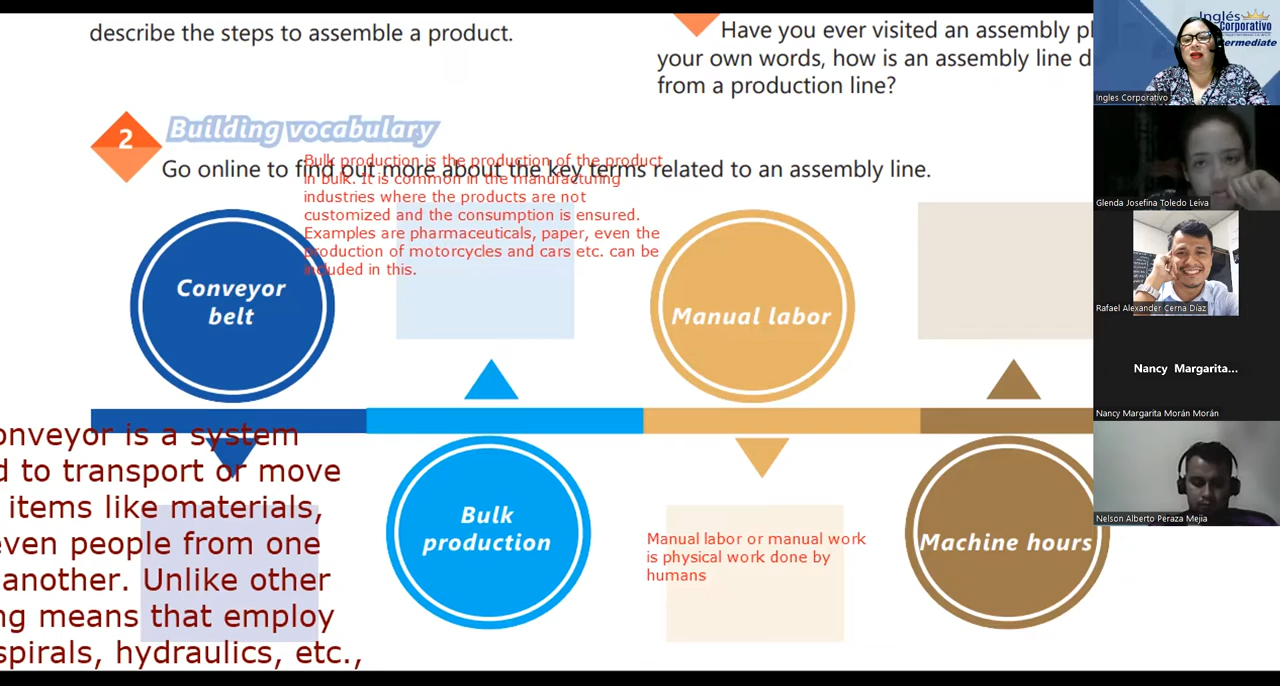 describe the steps to assemble a product.
Have you ever visited an assembly
your own words, how is an assembly line
from a production line?
2
Building vocabulary
Go online to find out more about the key terms related to an assembly line.
Bulk production is the production of the product
in bulk. It is common in the manufacturing
industries where the products are not
customized and the consumption is ensured.
Examples are pharmaceuticals, paper, even the
production of motorcycles and cars etc. can be
included in this.
Conveyor
belt
Manual labor
onveyor is a system
to transport or move
items like materials,
even people from one
another. Unlike other
means that employ
spirals, hydraulics, etc.,
Bulk
production
Manual labor or manual work
is physical work done by
humans
Machine hours
Inglés
Corporativo
termediate
Ingles Corporativo
Glenda Josefina Toledo Leiva
Rafael Alexander Cerna Díaz
Nancy Margarita...
Nancy Margarita Morán Morán
Nelson Alberto Peraza Mejia